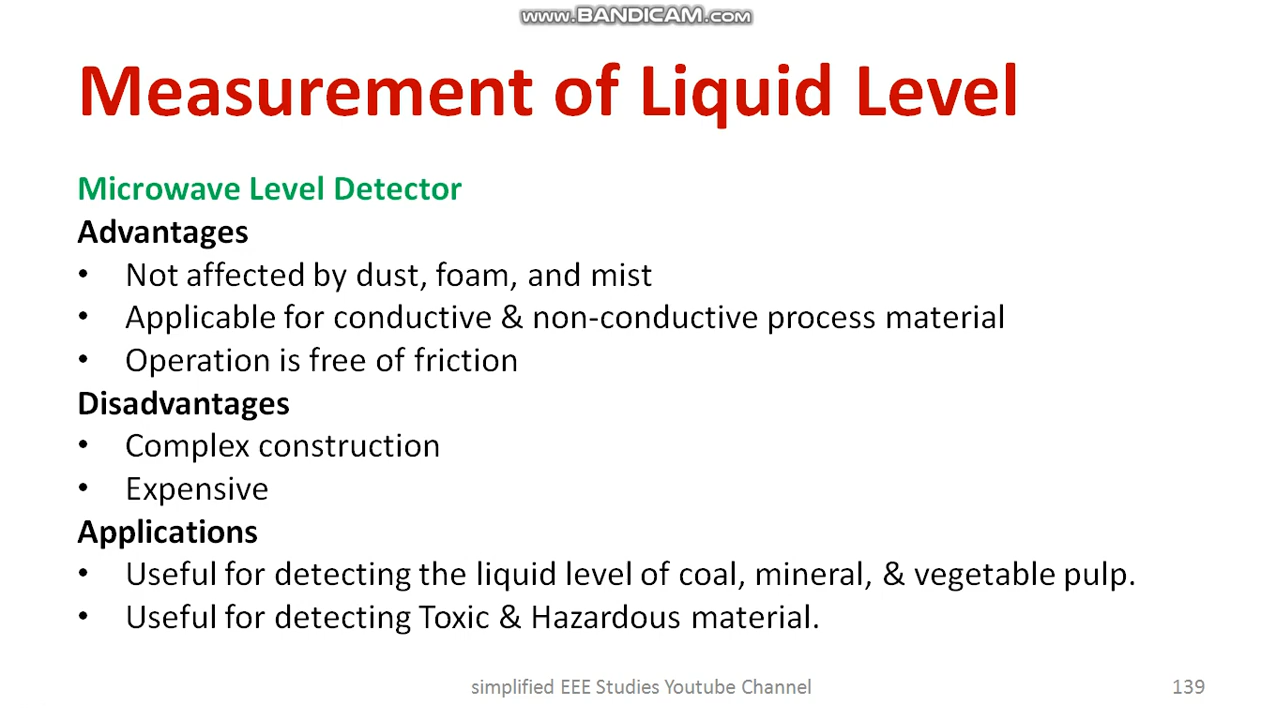 www.BANDICAM.com
Measurement of Liquid Level
Microwave Level Detector
Advantages
• Not affected by dust, foam, and mist
• Applicable for conductive & non-conductive process material
• Operation is free of friction
Disadvantages
• Complex construction
• Expensive
Applications
• Useful for detecting the liquid level of coal, mineral, & vegetable pulp.
• Useful for detecting Toxic & Hazardous material.
simplified EEE Studies Youtube Channel
139